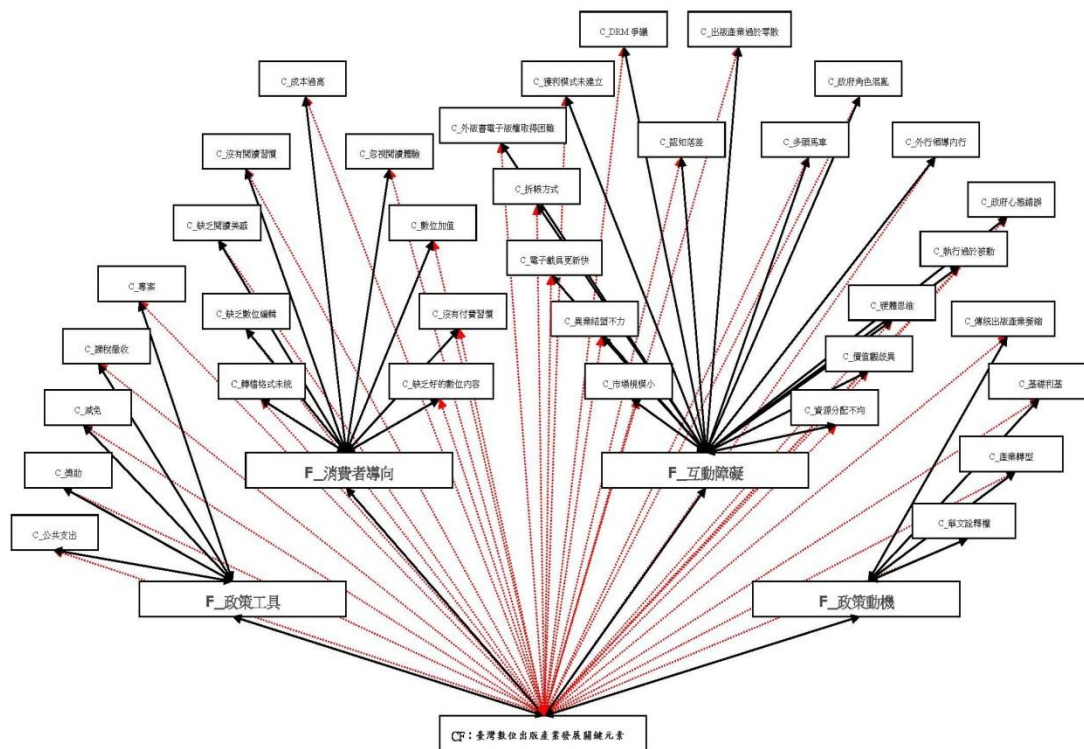 C_DRM 爭議
C_出版產業過於零散
C_成本過高
C_獲利模式未建立
C_政府角色混亂
C_外版書電子版權取得困難
C_沒有閱讀習慣
C_忽視閱讀體驗
C_認知落差
C_多頭馬車
C_外行領導內行
C_拆帳方式
C_政府心態錯誤
C_缺乏閱讀美感
C_數位加值
C_執行過於被動
C_電子載具更新快
C_專案
C_缺乏數位編輯
C_沒有付費習慣
C_硬體思維
C_異業結盟不力
C_傳統出版產業萎縮
C_課稅徵收
C_價值觀歧異
C_轉檔格式未統
C_缺乏好的數位內容
C_市場規模小
C_基礎利基
C_減免
C_資源分配不均
C_產業轉型
F__消費者導向
F__互動障礙
C_獎助
C_華文詮釋權
C_公共支出
F__政策工具
F__政策動機
CF：臺灣數位出版產業發展關鍵元素